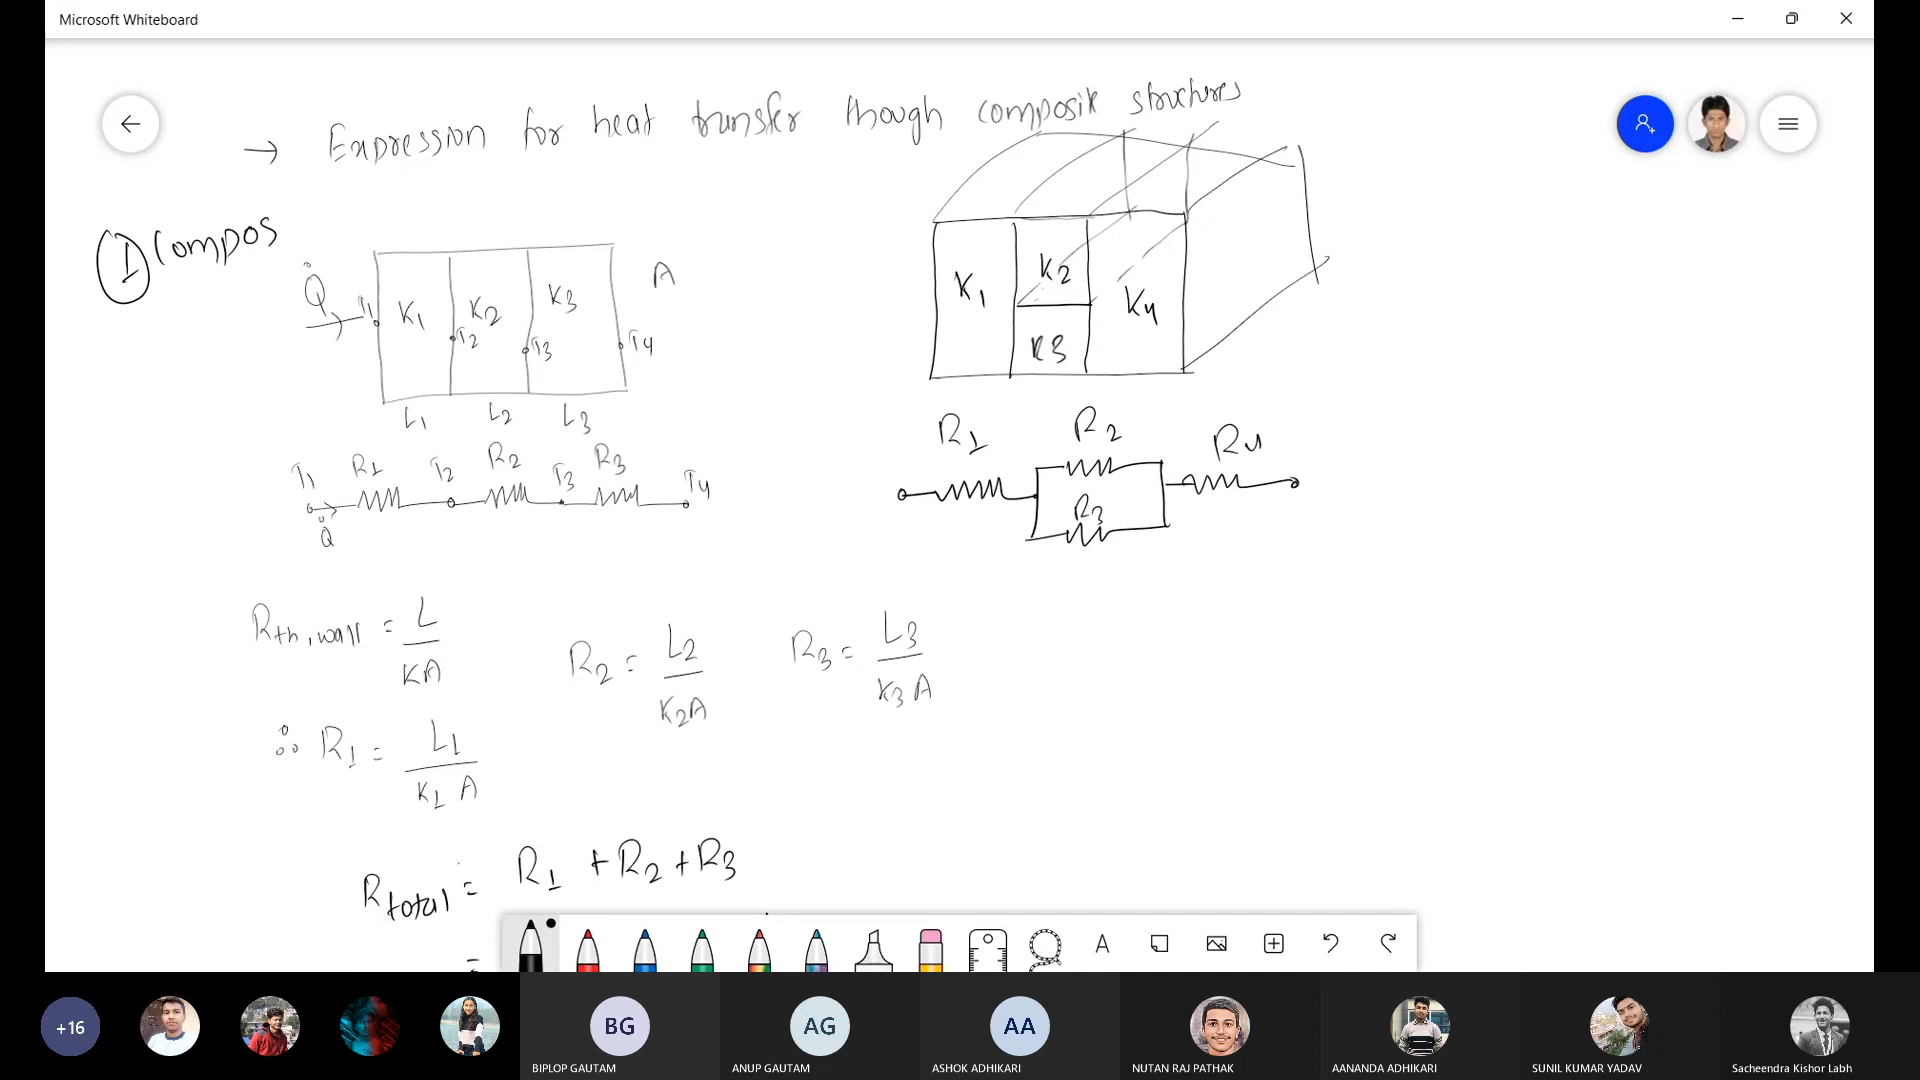 Microsoft Whiteboard
→ Expression for heat transfer though composite structures
① Compos
Q̇ T1 K1 K2 K3 A
T2 T3 T4
L1 L2 L3
T1 R1 T2 R2 T3 R3 T4
Q̇
K1 K2 K4
K3
R1 R2 R4
R3
Rth, wall = L/KA
R2 = L2/K2A R3 = L3/K3A
∴ R1 = L1/K1 A
Rtotal = R1 + R2 + R3
=
A
+16
BG AG AA
BIPLOP GAUTAM ANUP GAUTAM ASHOK ADHIKARI NUTAN RAJ PATHAK AANANDA ADHIKARI SUNIL KUMAR YADAV Sacheendra Kishor Labh